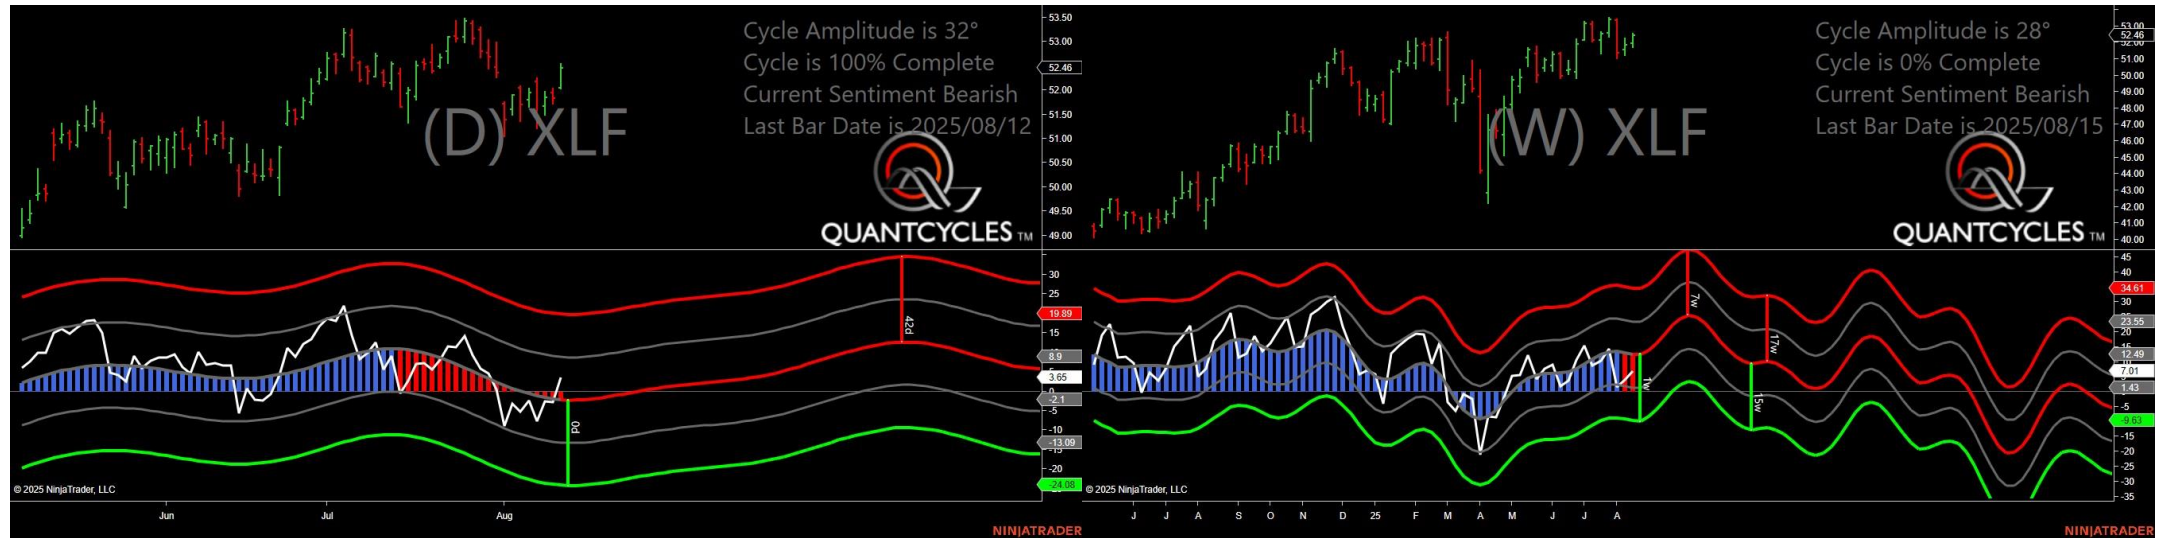 Cycle Amplitude is 32°
Cycle is 100% Complete
Current Sentiment Bearish
Last Bar Date is 2025/08/12
(D) XLF
QUANTCYCLES TM
53.50
53.00
52.46
52.00
51.50
51.00
50.50
50.00
49.50
49.00
30
25
19.89
15
8.9
3.65
0
-2.1
-5
-10
-13.09
-15
-20
-24.08
42d
0d
© 2025 NinjaTrader, LLC
Jun
Jul
Aug
NINJATRADER
Cycle Amplitude is 28°
Cycle is 0% Complete
Current Sentiment Bearish
Last Bar Date is 2025/08/15
(W) XLF
QUANTCYCLES TM
53.00
52.46
52.00
51.00
50.00
49.00
48.00
47.00
46.00
45.00
44.00
43.00
42.00
41.00
40.00
45
40
34.61
30
23.55
20
15
12.49
7.01
1.43
-5
-9.63
-15
-20
-25
-30
-35
7w
17w
1w
15w
© 2025 NinjaTrader, LLC
J
J
A
S
O
N
D
25
F
M
A
M
J
J
A
NINJATRADER